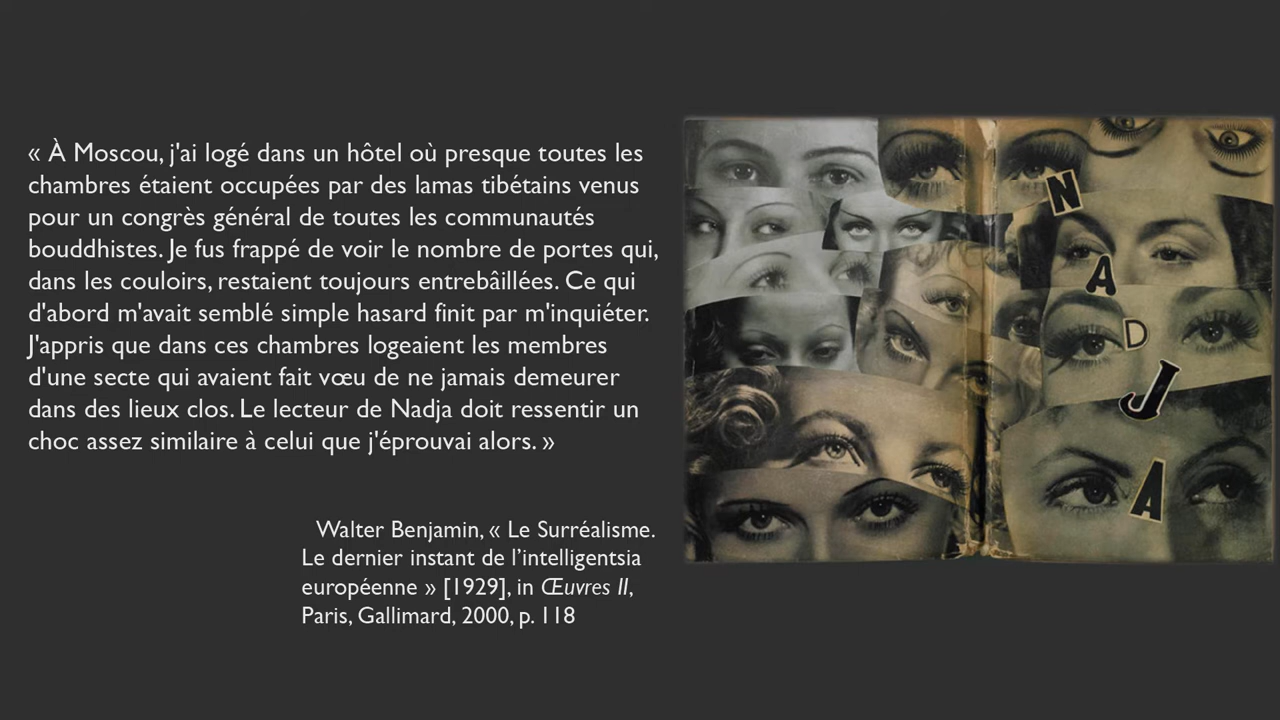 « À Moscou, j'ai logé dans un hôtel où presque toutes les
chambres étaient occupées par des lamas tibétains venus
pour un congrès général de toutes les communautés
bouddhistes. Je fus frappé de voir le nombre de portes qui,
dans les couloirs, restaient toujours entrebâillées. Ce qui
d'abord m'avait semblé simple hasard finit par m'inquiéter.
J'appris que dans ces chambres logeaient les membres
d'une secte qui avaient fait vœu de ne jamais demeurer
dans des lieux clos. Le lecteur de Nadja doit ressentir un
choc assez similaire à celui que j'éprouvai alors. »
Walter Benjamin, « Le Surréalisme.
Le dernier instant de l’intelligentsia
européenne » [1929], in Œuvres II,
Paris, Gallimard, 2000, p. 118
N
A
D
J
A